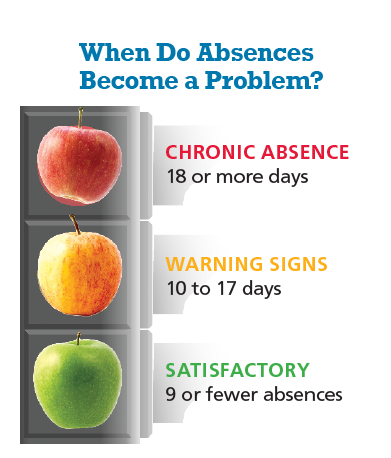 When Do Absences
Become a Problem?
CHRONIC ABSENCE
18 or more days
WARNING SIGNS
10 to 17 days
SATISFACTORY
9 or fewer absences